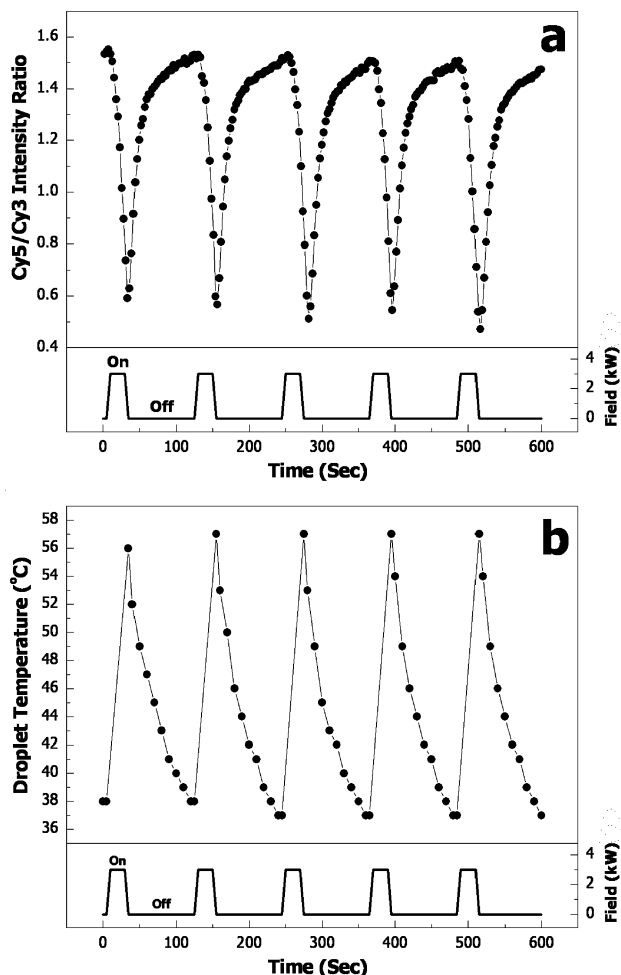 a
1.6
1.4
1.2
1.0
0.8
0.6
0.4
Cy5/Cy3 Intensity Ratio
On
Off
4
2
0
Field (kW)
0 100 200 300 400 500 600
Time (Sec)
b
58
56
54
52
50
48
46
44
42
40
38
36
Droplet Temperature (°C)
On
Off
4
2
0
Field (kW)
0 100 200 300 400 500 600
Time (Sec)